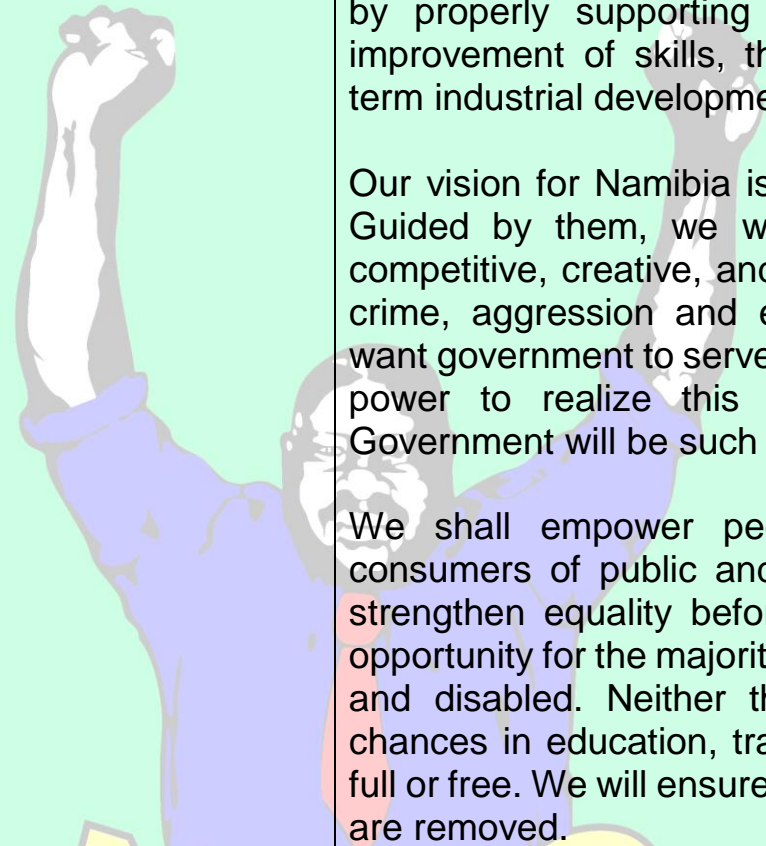 by properly supporting
improvement of skills, th
term industrial developme
Our vision for Namibia is
Guided by them, we w
competitive, creative, and
crime, aggression and e
want government to serve
power to realize this
Government will be such
We shall empower pe
consumers of public and
strengthen equality befo
opportunity for the majorit
and disabled. Neither th
chances in education, tra
full or free. We will ensure
are removed.